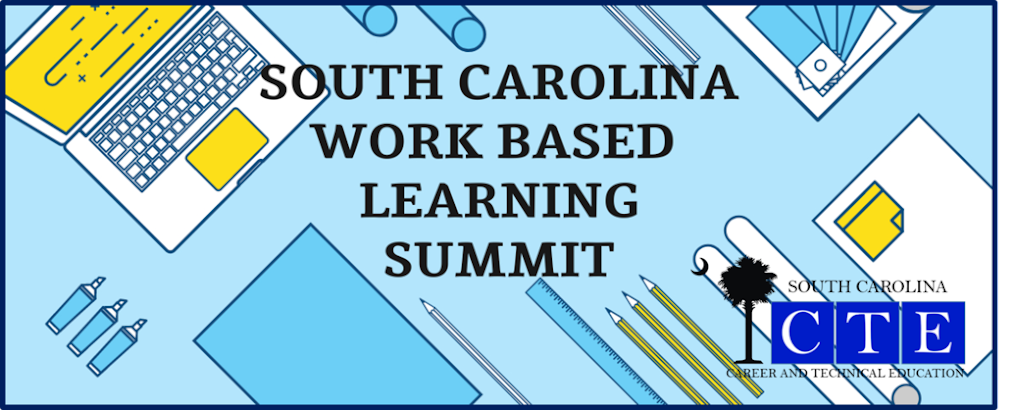 SOUTH CAROLINA
WORK BASED
LEARNING
SUMMIT
SOUTH CAROLINA
CTE
CAREER AND TECHNICAL EDUCATION